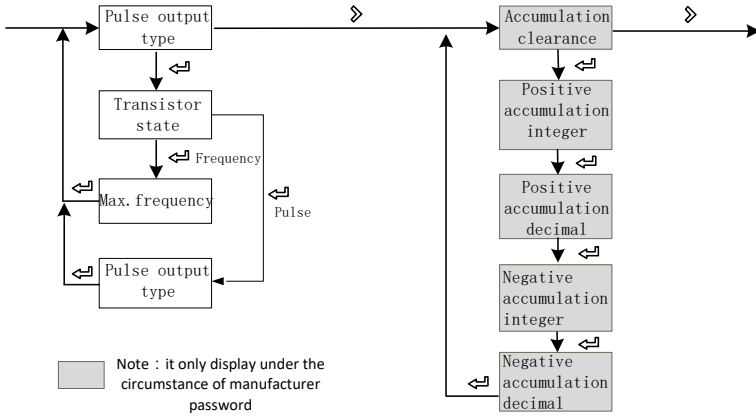 Pulse output
type
Transistor
state
Frequency
Pulse
Max.frequency
Pulse output
type
Accumulation
clearance
Positive
accumulation
integer
Positive
accumulation
decimal
Negative
accumulation
integer
Negative
accumulation
decimal
Note：it only display under the
circumstance of manufacturer
password